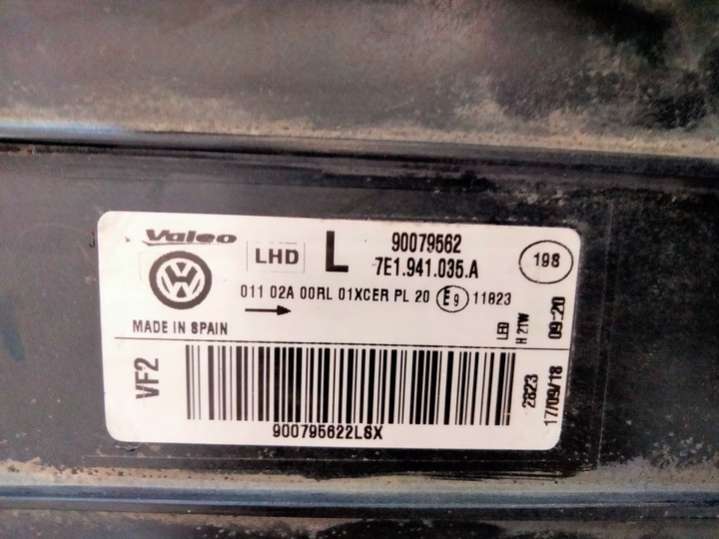 Valeo
LHD
L
90079562
7E1.941.035.A
198
011 02A 00RL 01XCER PL 20 E9 11823
MADE IN SPAIN
LED
H 21W
09:20
VF2
900795622LSX
2823
17/09/18